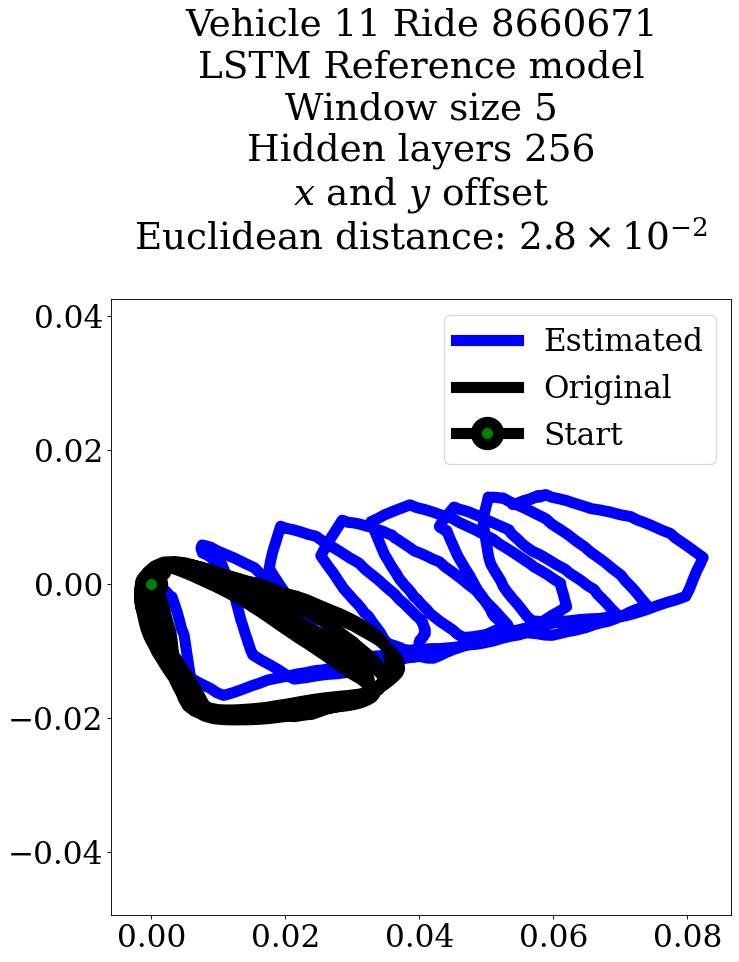 Vehicle 11 Ride 8660671
LSTM Reference model
Window size 5
Hidden layers 256
x and y offset
Euclidean distance: 2.8 × 10⁻²
Estimated
Original
Start
0.04
0.02
0.00
−0.02
−0.04
0.00 0.02 0.04 0.06 0.08